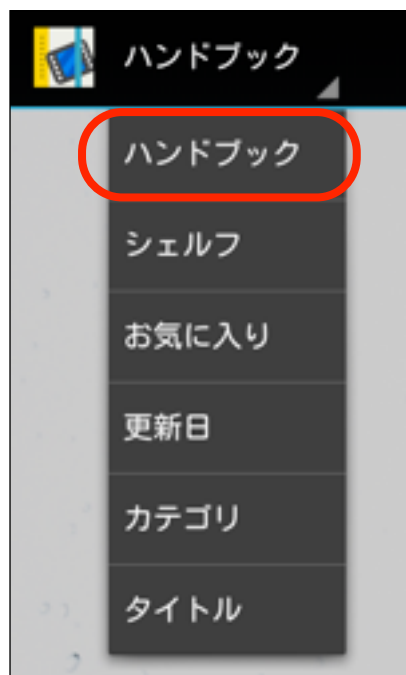 ハンドブック
ハンドブック
シェルフ
お気に入り
更新日
カテゴリ
タイトル